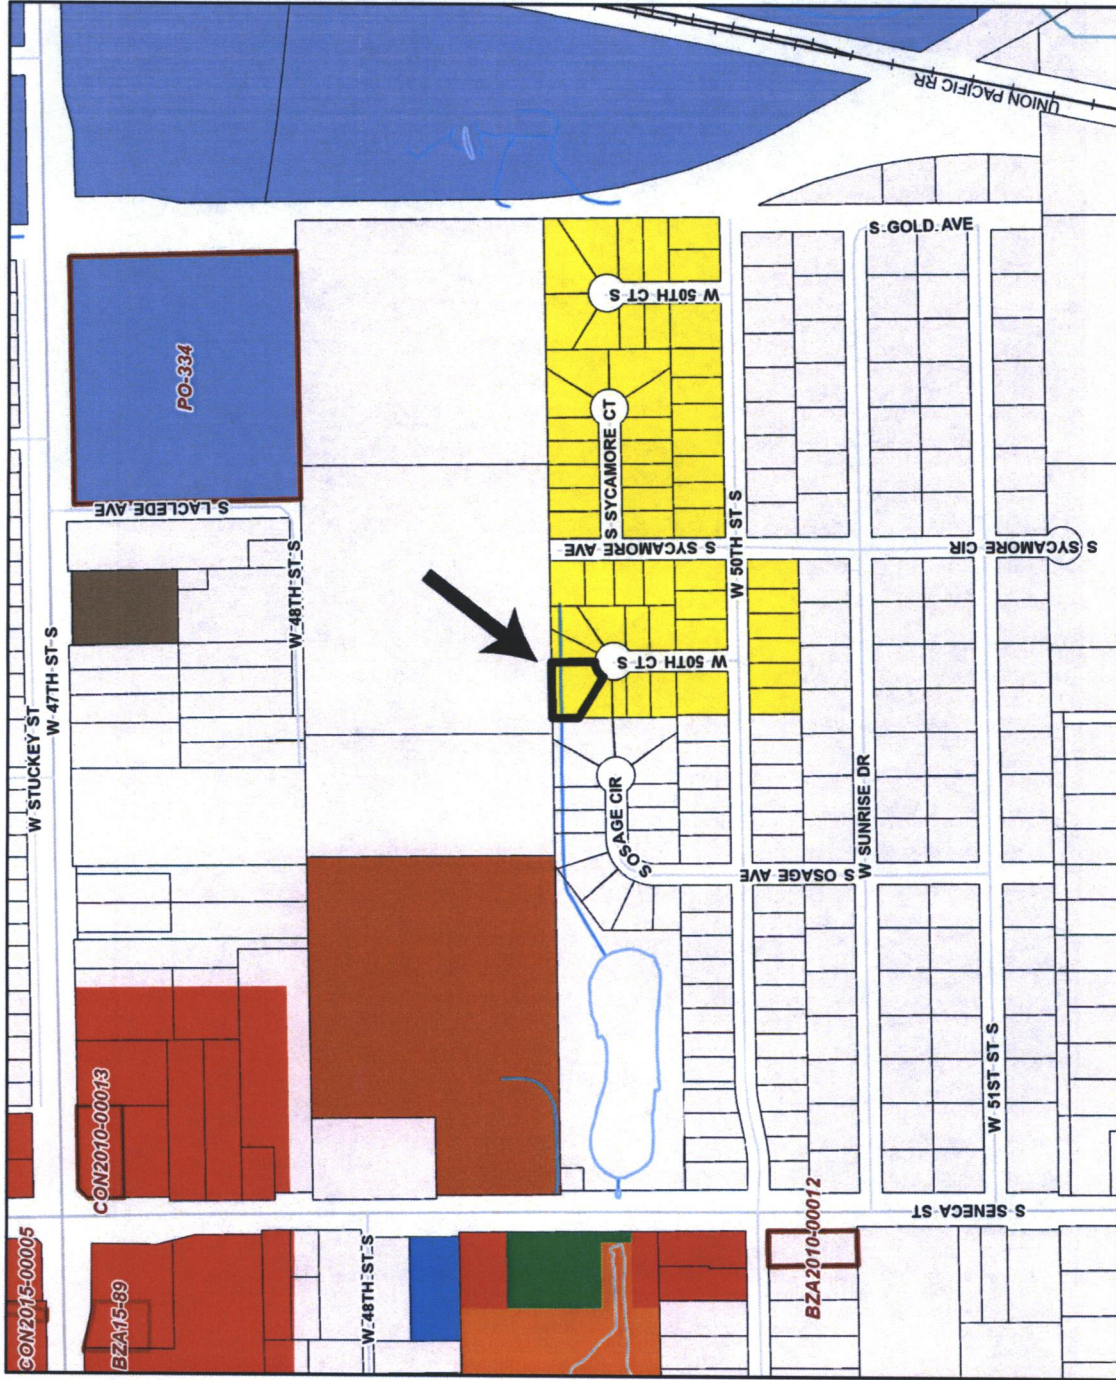 UNION PACIFIC RR
S GOLD AVE
W 50TH CT S
PO-334
S SYCAMORE CT
S LACLEDE AVE
W 50TH ST S
S SYCAMORE AVE
S SYCAMORE CIR
W 48TH ST S
W 50TH CT S
W 47TH ST S
W STUCKEY ST
S OSAGE CIR
W SUNRISE DR
S OSAGE AVE
W 51ST ST S
CON2010-00013
S SENECA ST
BZA2010-00012
CON2015-00005
BZA15-89
W 48TH ST S